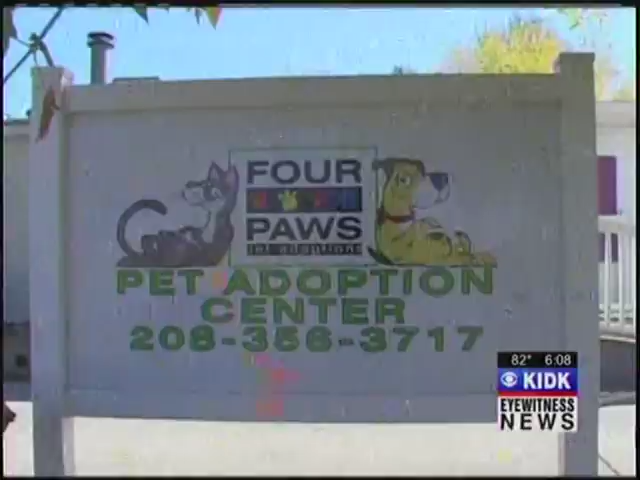 FOUR
PAWS
pet adoptions
PET ADOPTION
CENTER
208-356-3717
82° 6:08
KIDK
EYEWITNESS
NEWS